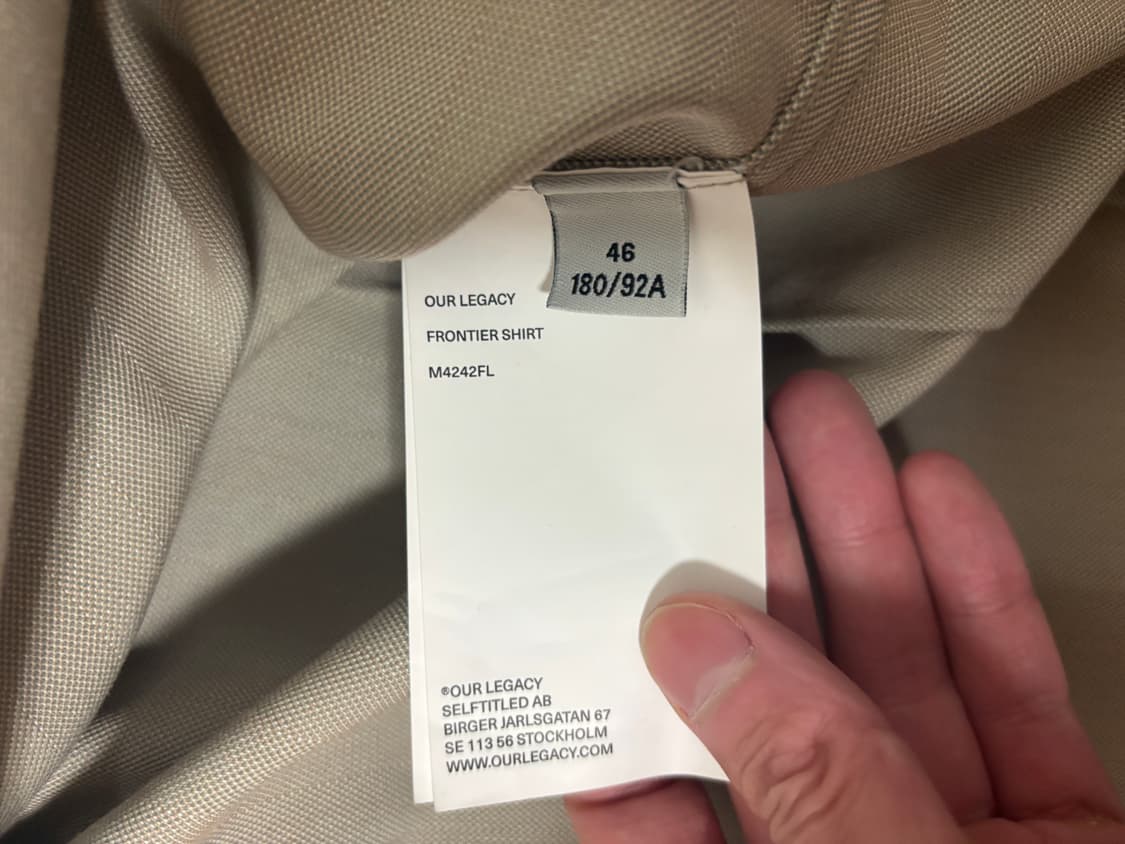 46
180/92A
OUR LEGACY
FRONTIER SHIRT
M4242FL
®OUR LEGACY
SELFTITLED AB
BIRGER JARLSGATAN 67
SE 113 56 STOCKHOLM
WWW.OURLEGACY.COM